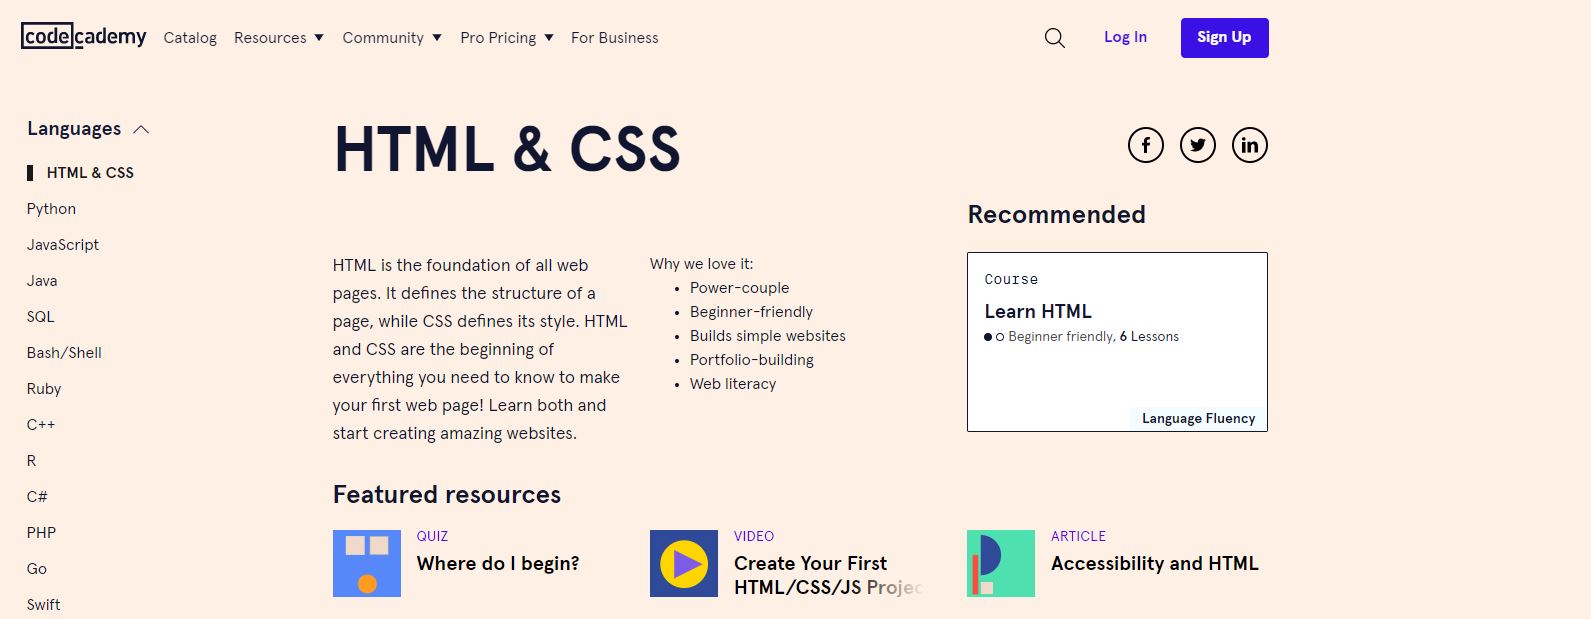 codecademy Catalog Resources Community Pro Pricing For Business Log In Sign Up
Languages
HTML & CSS
Python
JavaScript
Java
SQL
Bash/Shell
Ruby
C++
R
C#
PHP
Go
Swift
HTML & CSS
HTML is the foundation of all web
pages. It defines the structure of a
page, while CSS defines its style. HTML
and CSS are the beginning of
everything you need to know to make
your first web page! Learn both and
start creating amazing websites.
Why we love it:
Power-couple
Beginner-friendly
Builds simple websites
Portfolio-building
Web literacy
f in
Recommended
Course
Learn HTML
Beginner friendly, 6 Lessons
Language Fluency
Featured resources
QUIZ
Where do I begin?
VIDEO
Create Your First
HTML/CSS/JS Projec
ARTICLE
Accessibility and HTML